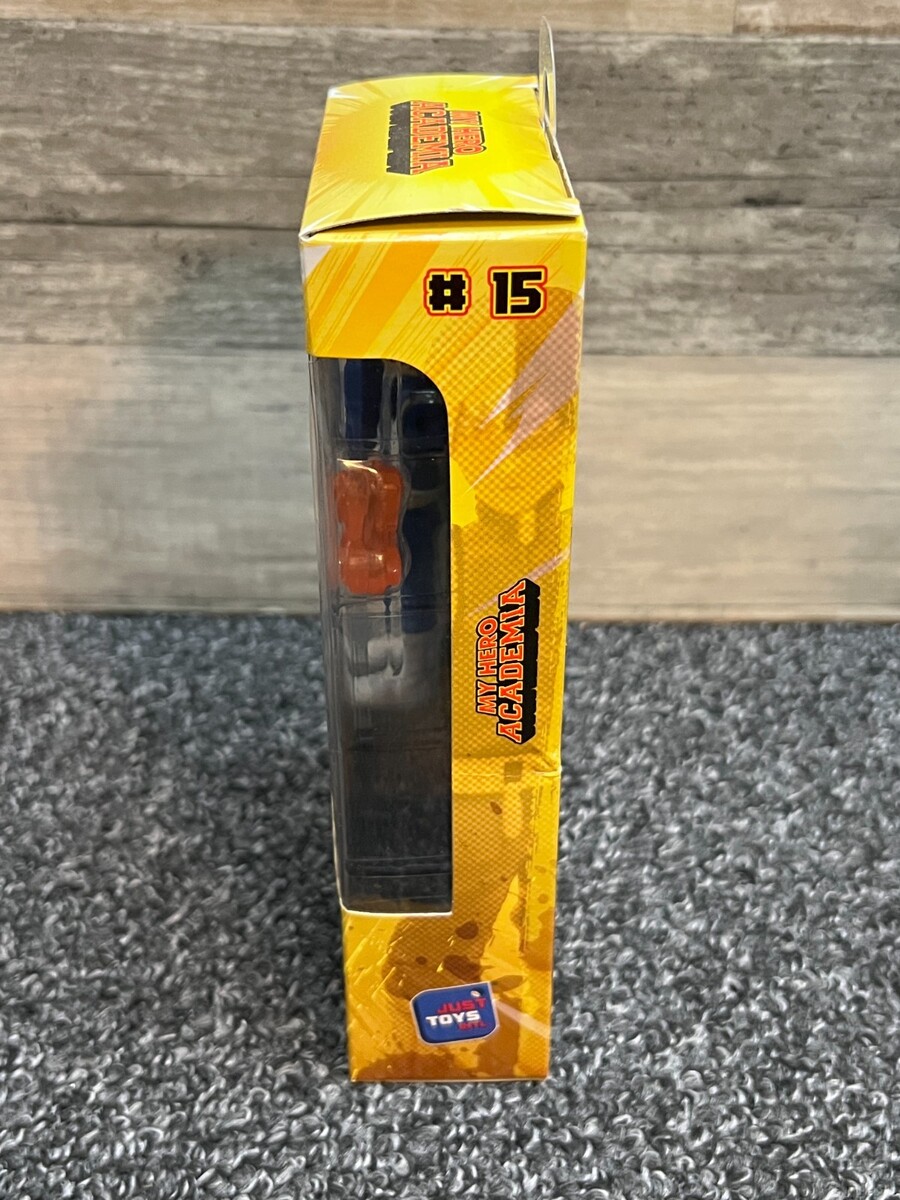 MY HERO
ACADEMIA
# 15
MY HERO
ACADEMIA
JUST
TOYS
INTL